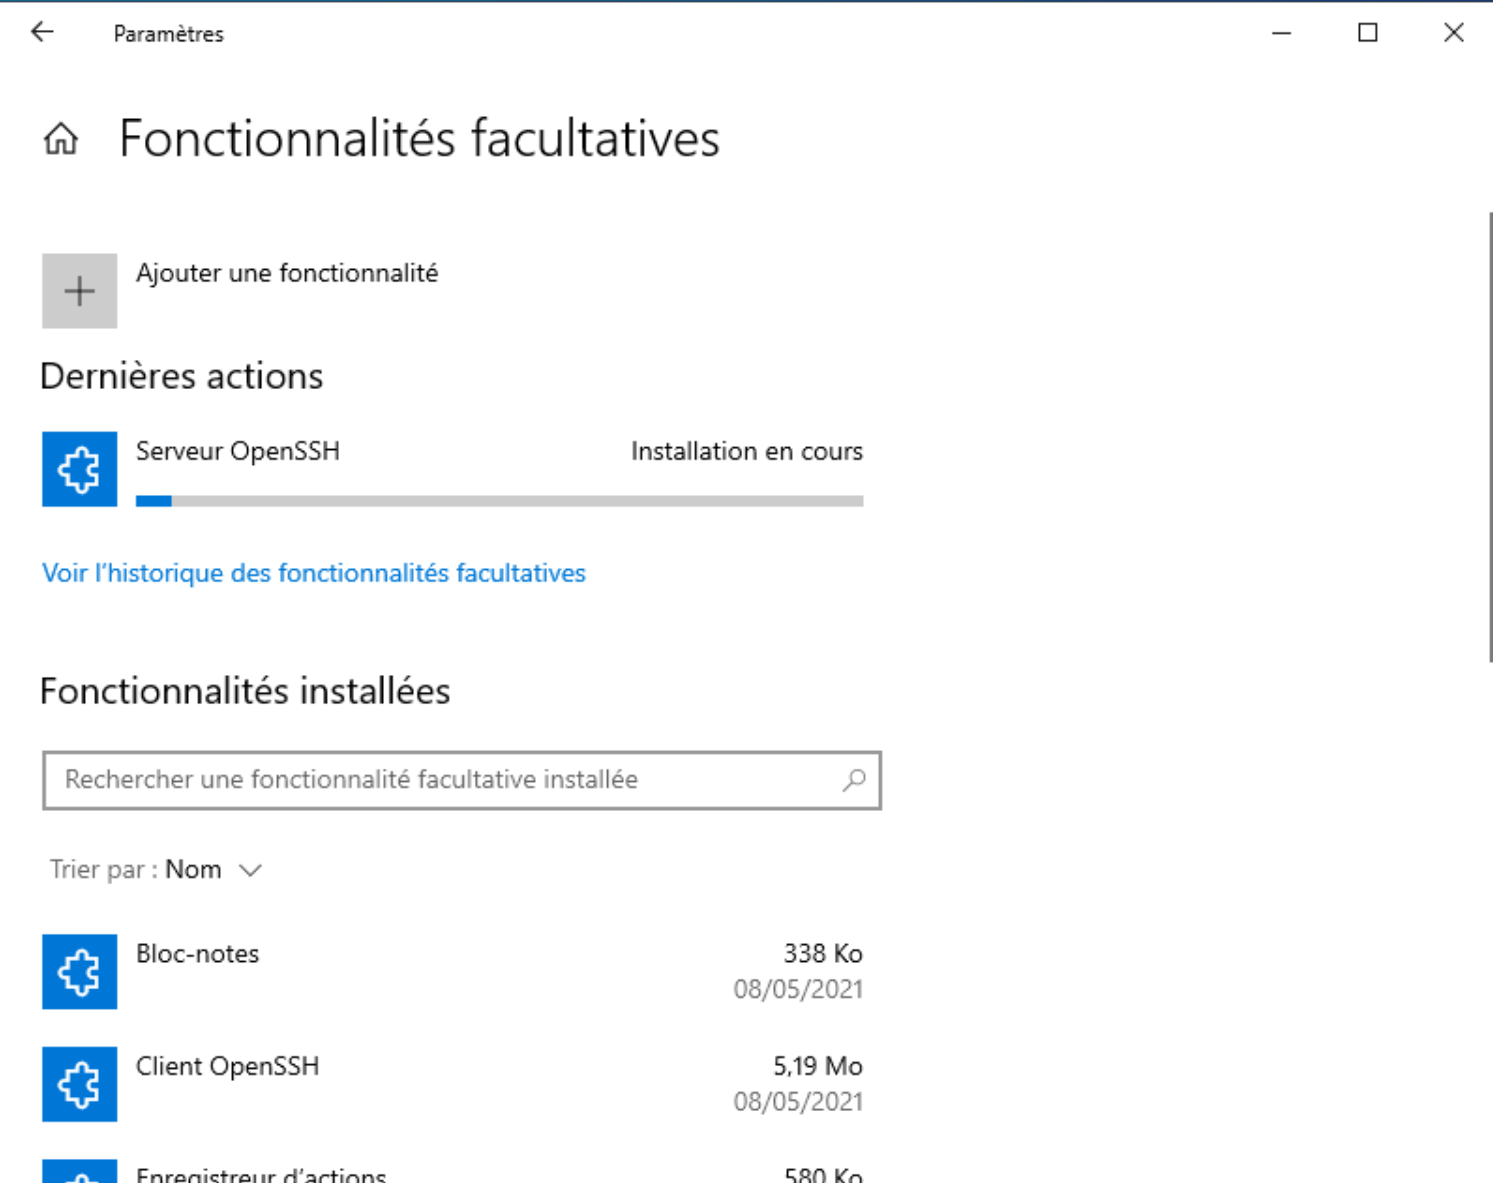 Paramètres
Fonctionnalités facultatives
Ajouter une fonctionnalité
Dernières actions
Serveur OpenSSH Installation en cours
Voir l’historique des fonctionnalités facultatives
Fonctionnalités installées
Rechercher une fonctionnalité facultative installée
Trier par : Nom
Bloc-notes 338 Ko
08/05/2021
Client OpenSSH 5,19 Mo
08/05/2021
Enregistreur d’actions 580 Ko